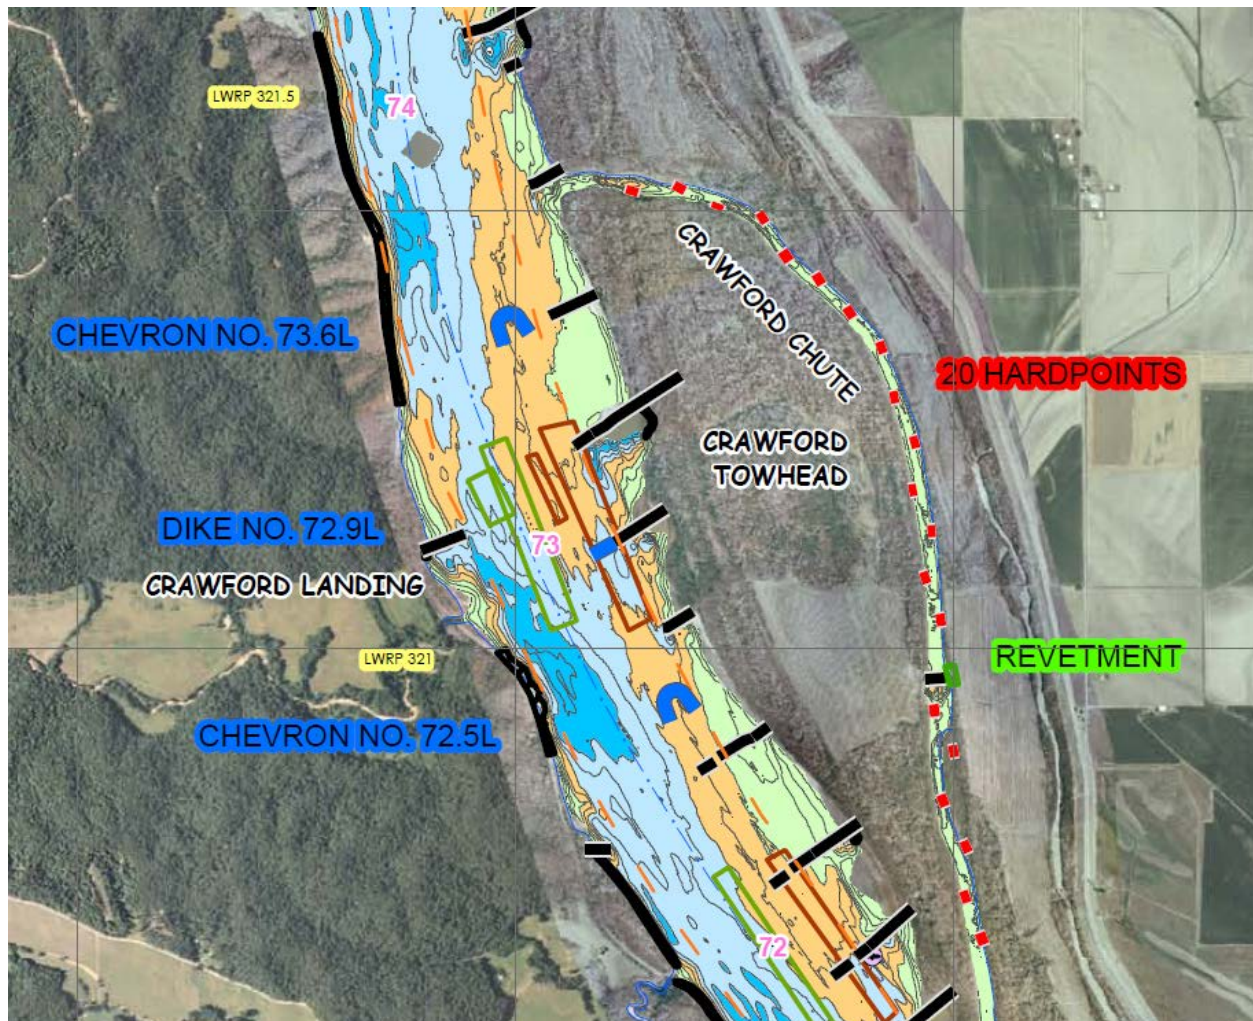 LWRP 321.5
74
CRAWFORD CHUTE
CHEVRON NO. 73.6L
20 HARDPOINTS
CRAWFORD
TOWHEAD
DIKE NO. 72.9L
73
CRAWFORD LANDING
LWRP 321
REVETMENT
CHEVRON NO. 72.5L
72